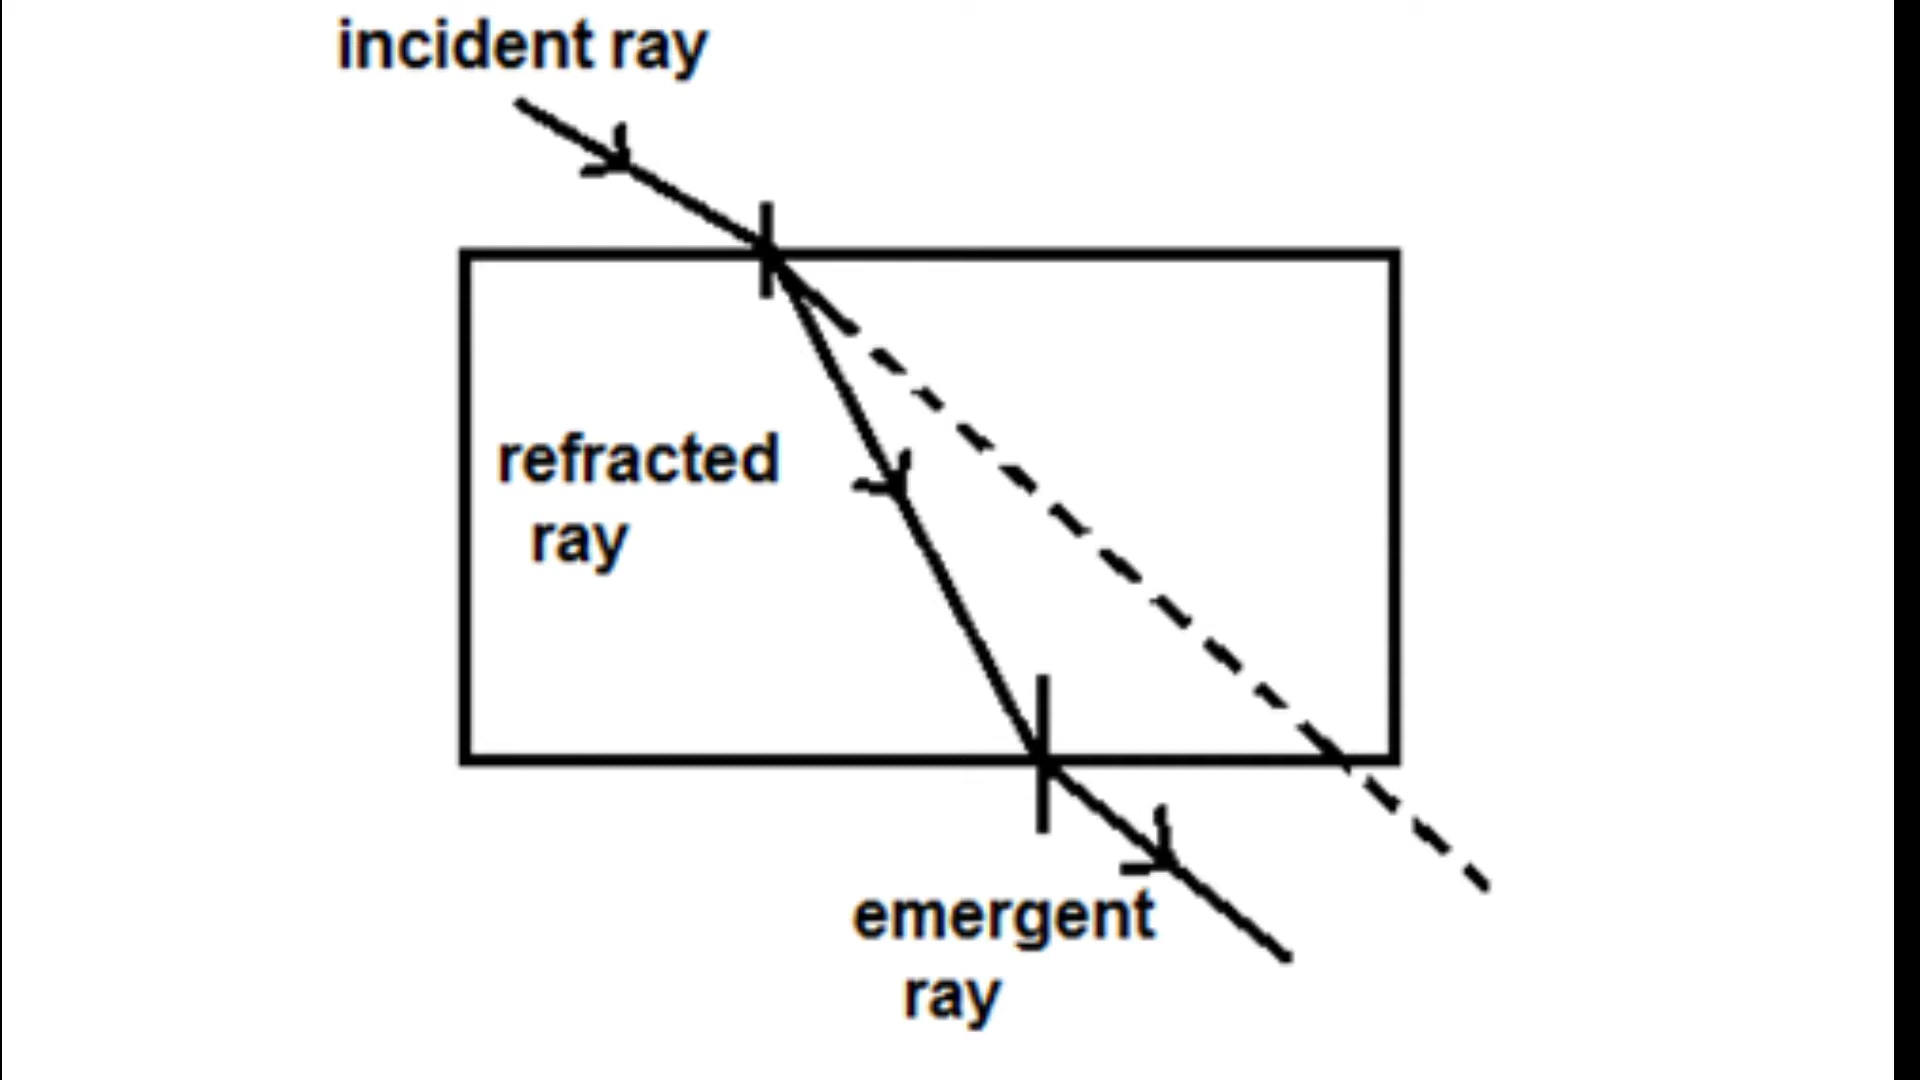 incident ray
refracted
ray
emergent
ray